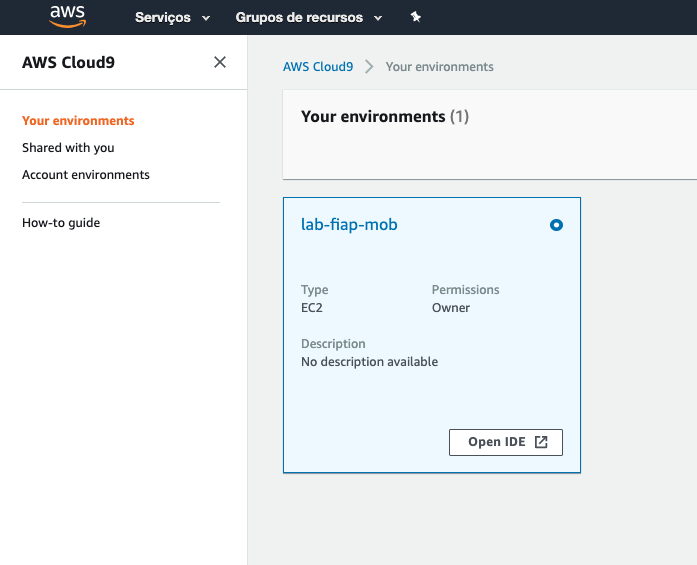 aws Serviços Grupos de recursos
AWS Cloud9
Your environments
Shared with you
Account environments
How-to guide
AWS Cloud9 Your environments
Your environments (1)
lab-fiap-mob
Type Permissions
EC2 Owner
Description
No description available
Open IDE